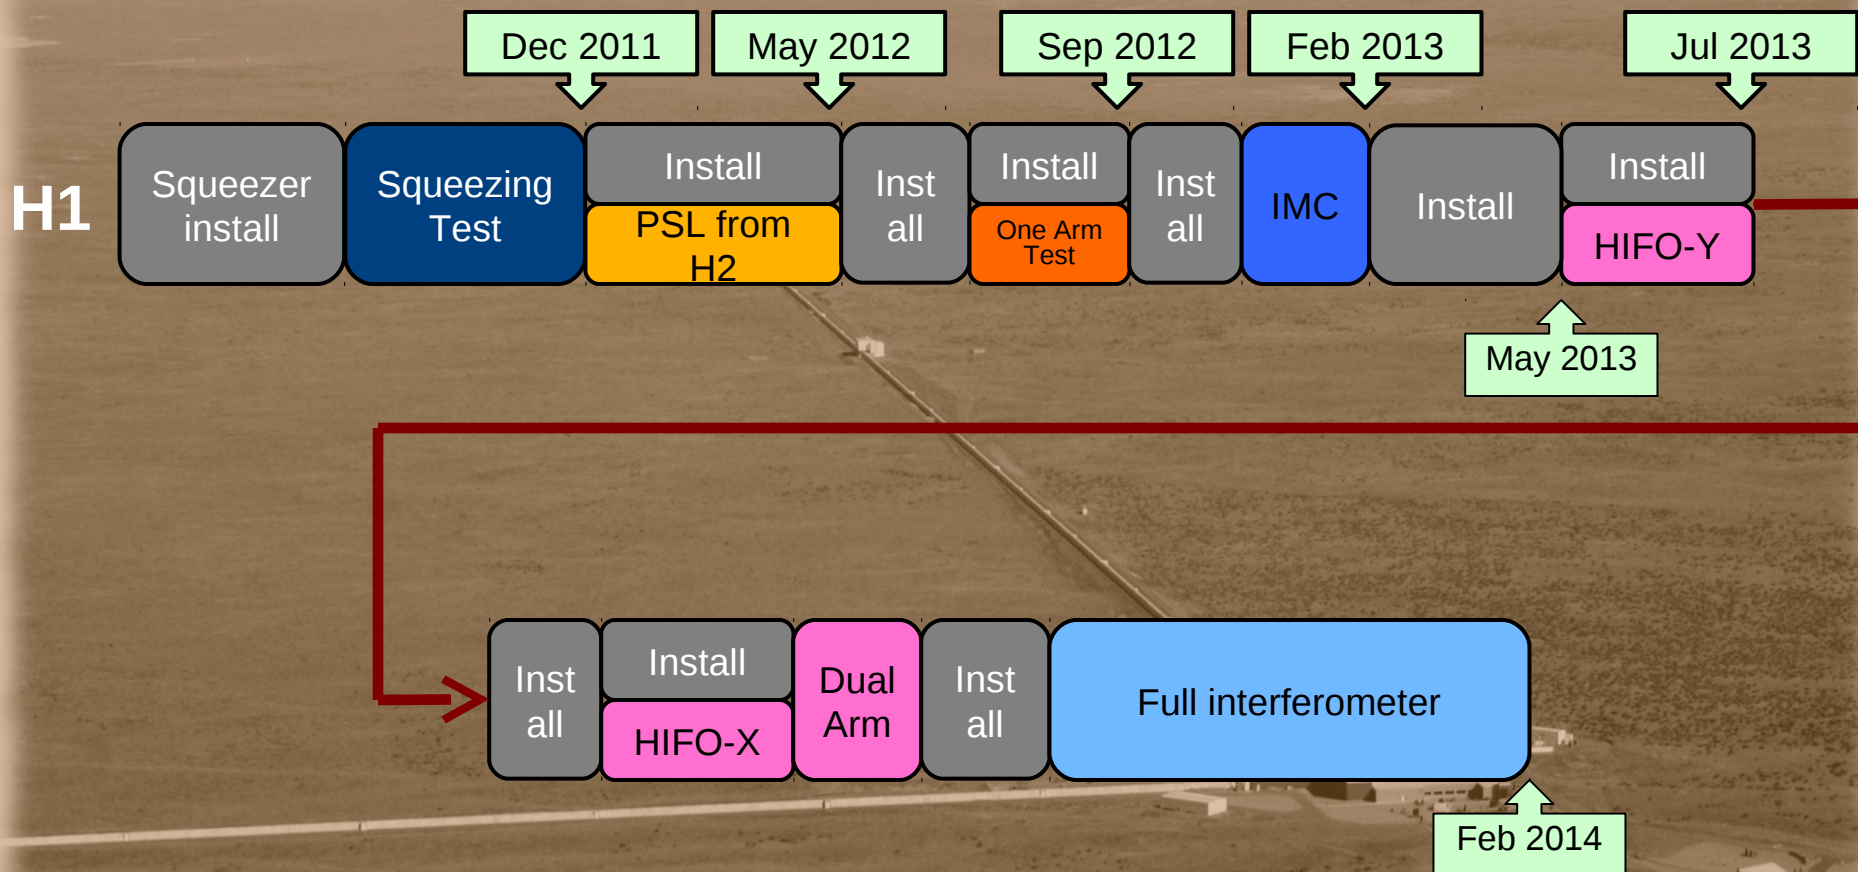 Dec 2011
May 2012
Sep 2012
Feb 2013
Jul 2013
H1
Squeezer
install
Squeezing
Test
Install
PSL from
H2
Inst
all
Install
One Arm
Test
Inst
all
IMC
Install
Install
HIFO-Y
May 2013
Inst
all
Install
HIFO-X
Dual
Arm
Inst
all
Full interferometer
Feb 2014